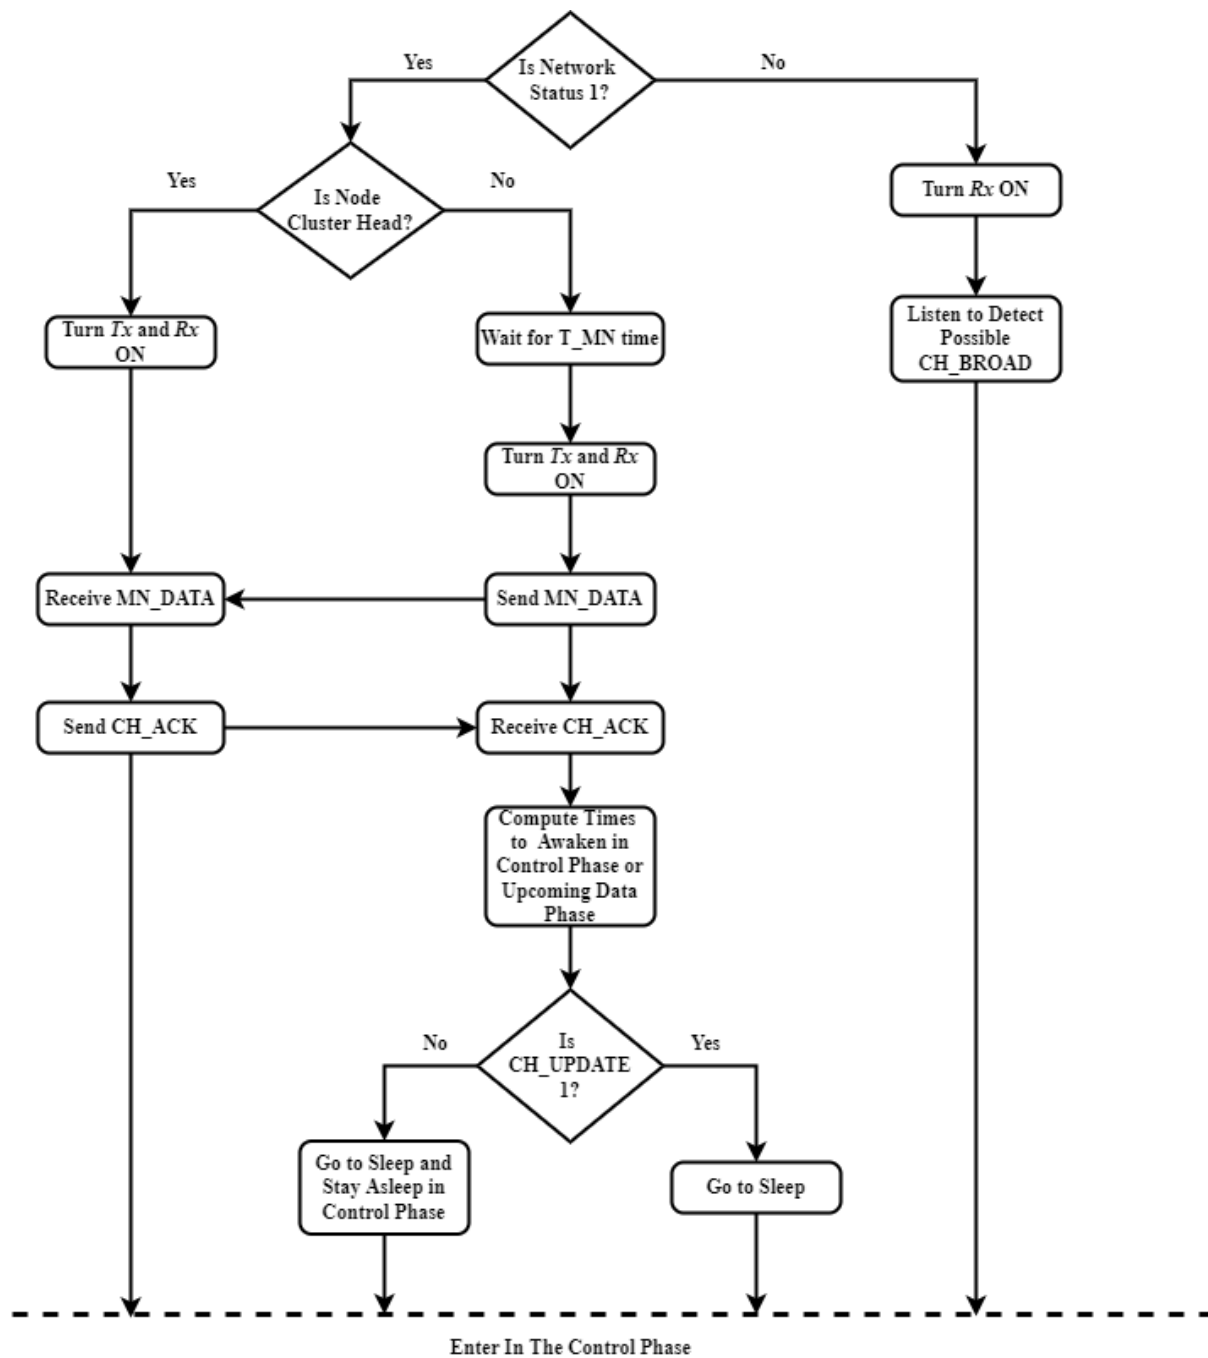 Yes
Is Network
Status 1?
No
Yes
Is Node
Cluster Head?
No
Turn Rx ON
Turn Tx and Rx
ON
Wait for T_MN time
Listen to Detect
Possible
CH_BROAD
Turn Tx and Rx
ON
Receive MN_DATA
Send MN_DATA
Send CH_ACK
Receive CH_ACK
Compute Times
to Awaken in
Control Phase or
Upcoming Data
Phase
No
Is
CH_UPDATE
1?
Yes
Go to Sleep and
Stay Asleep in
Control Phase
Go to Sleep
Enter In The Control Phase